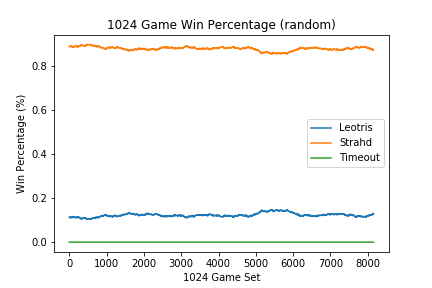 1024 Game Win Percentage (random)
Win Percentage (%)
0.8
0.6
0.4
0.2
0.0
Leotris
Strahd
Timeout
0 1000 2000 3000 4000 5000 6000 7000 8000
1024 Game Set